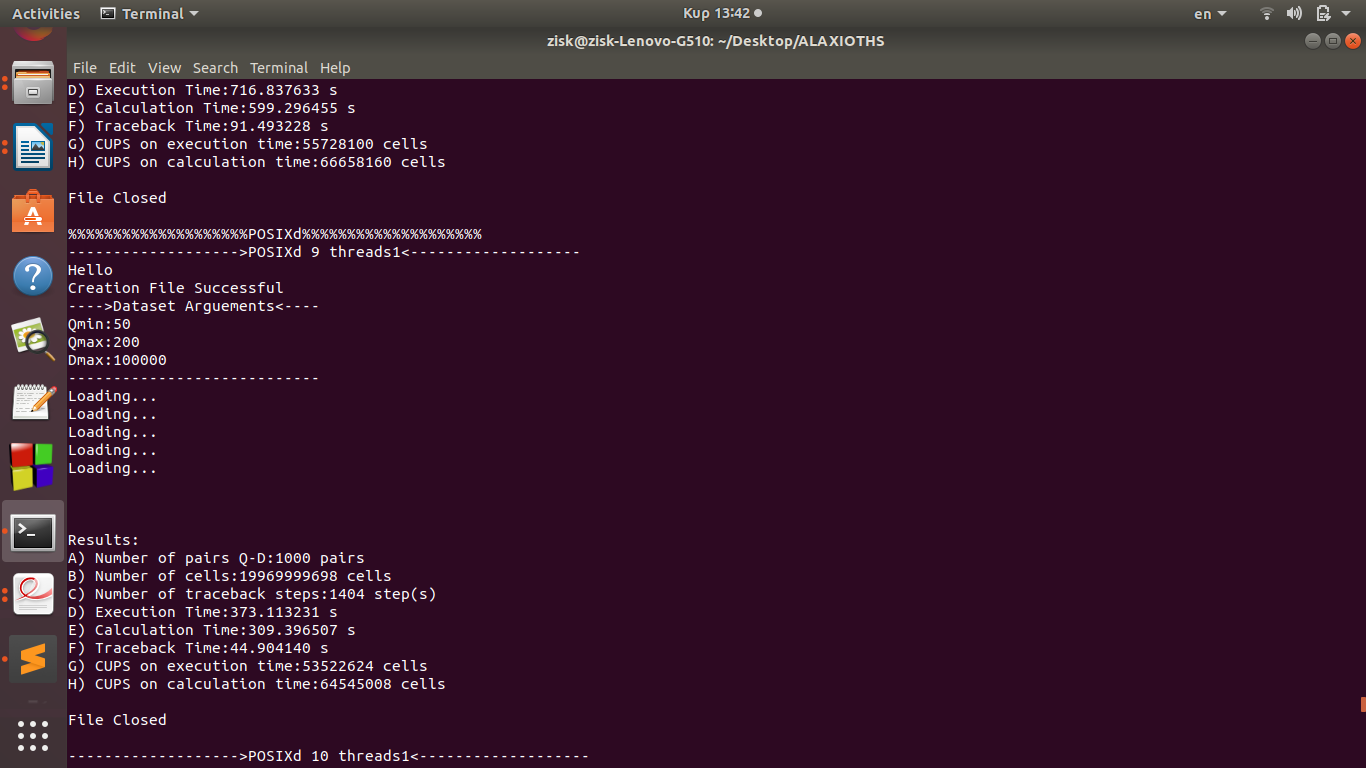 Activities Terminal Κυρ 13:42 en
zisk@zisk-Lenovo-G510: ~/Desktop/ALAXIOTHS
File Edit View Search Terminal Help
D) Execution Time:716.837633 s
E) Calculation Time:599.296455 s
F) Traceback Time:91.493228 s
G) CUPS on execution time:55728100 cells
H) CUPS on calculation time:66658160 cells
File Closed
%%%%%%%%%%%%%%%%%%%%POSIXd%%%%%%%%%%%%%%%%%%%%
------------------->POSIXd 9 threads1<-------------------
Hello
Creation File Successful
---->Dataset Arguements<----
Qmin:50
Qmax:200
Dmax:100000
----------------------------
Loading...
Loading...
Loading...
Loading...
Loading...
Results:
A) Number of pairs Q-D:1000 pairs
B) Number of cells:19969999698 cells
C) Number of traceback steps:1404 step(s)
D) Execution Time:373.113231 s
E) Calculation Time:309.396507 s
F) Traceback Time:44.904140 s
G) CUPS on execution time:53522624 cells
H) CUPS on calculation time:64545008 cells
File Closed
------------------->POSIXd 10 threads1<-------------------